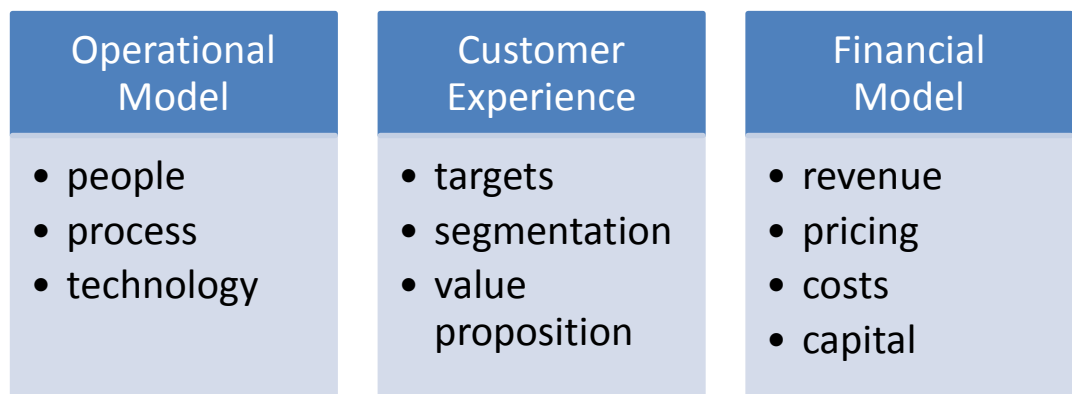 Operational
Model
• people
• process
• technology
Customer
Experience
• targets
• segmentation
• value
proposition
Financial
Model
• revenue
• pricing
• costs
• capital